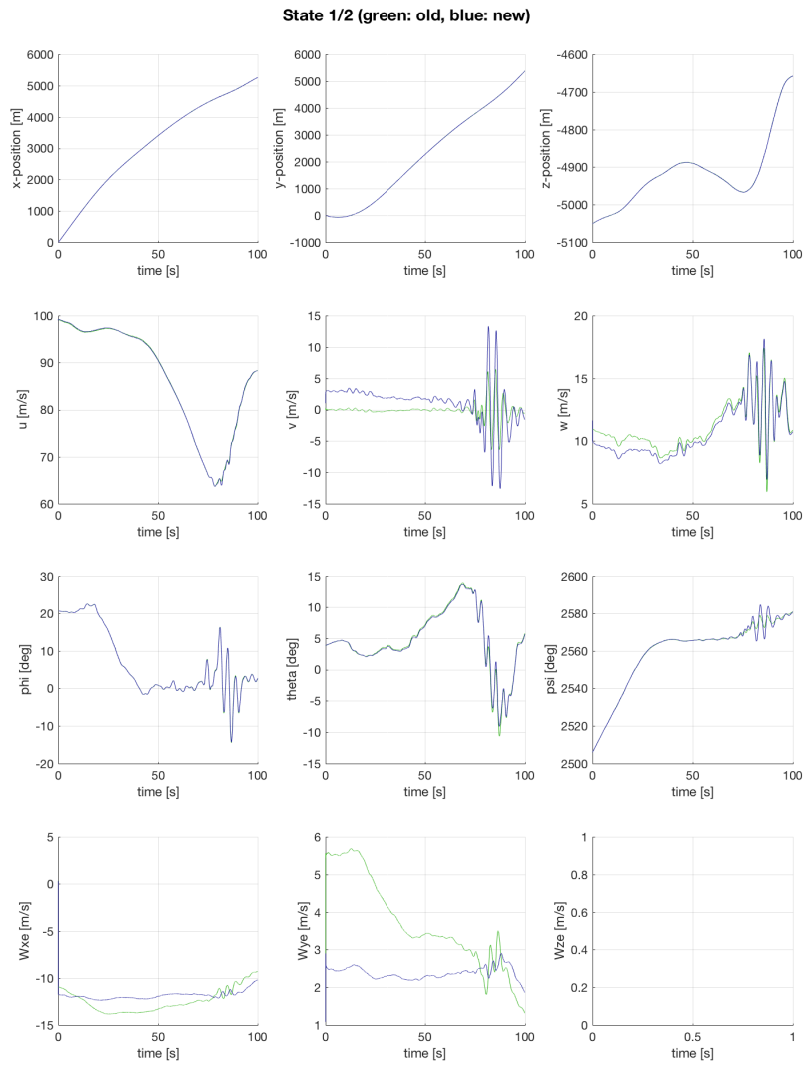 State 1/2 (green: old, blue: new)
6000
5000
4000
3000
2000
1000
0
x-position [m]
0 50 100
time [s]
6000
5000
4000
3000
2000
1000
0
-1000
y-position [m]
0 50 100
time [s]
-4600
-4700
-4800
-4900
-5000
-5100
z-position [m]
0 50 100
time [s]
100
90
80
70
60
u [m/s]
0 50 100
time [s]
15
10
5
0
-5
-10
-15
v [m/s]
0 50 100
time [s]
20
15
10
5
w [m/s]
0 50 100
time [s]
30
20
10
0
-10
-20
phi [deg]
0 50 100
time [s]
15
10
5
0
-5
-10
-15
theta [deg]
0 50 100
time [s]
2600
2580
2560
2540
2520
2500
psi [deg]
0 50 100
time [s]
5
0
-5
-10
-15
Wxe [m/s]
0 50 100
time [s]
6
5
4
3
2
1
Wye [m/s]
0 50 100
time [s]
1
0.8
0.6
0.4
0.2
0
Wze [m/s]
0 0.5 1
time [s]